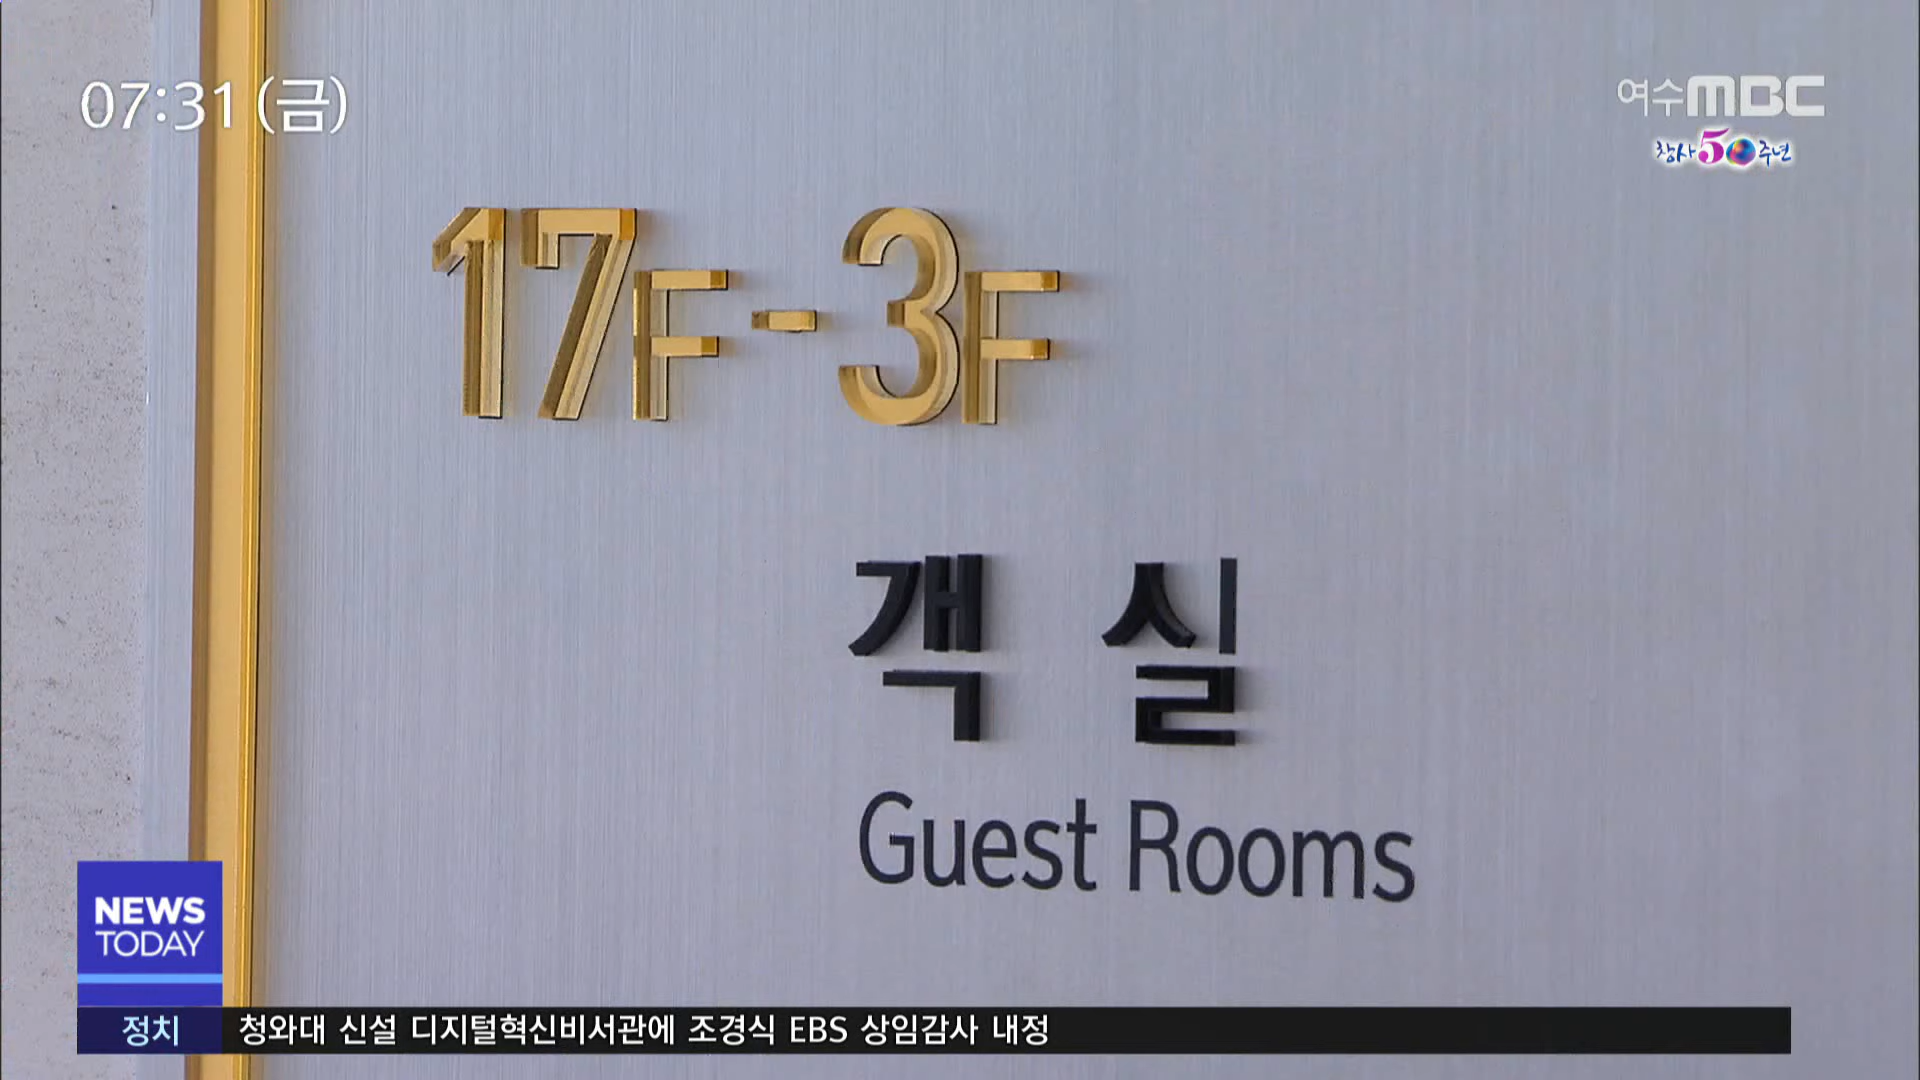 07:31 (금)
여수MBC
창사50주년
17F-3F
객 실
Guest Rooms
NEWS
TODAY
정치 청와대 신설 디지털혁신비서관에 조경식 EBS 상임감사 내정